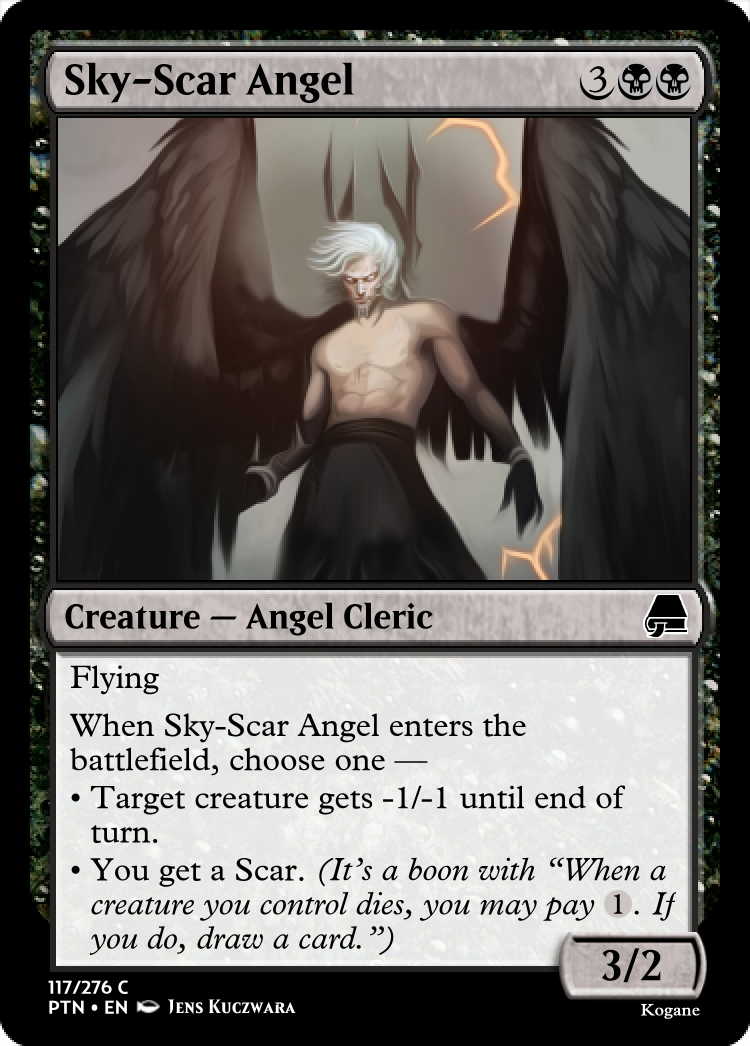 Sky-Scar Angel 3
Creature — Angel Cleric
Flying
When Sky-Scar Angel enters the
battlefield, choose one —
• Target creature gets -1/-1 until end of
turn.
• You get a Scar. (It's a boon with “When a
creature you control dies, you may pay 1. If
you do, draw a card.”)
3/2
117/276 C
PTN • EN Jens Kuczwara
Kogane